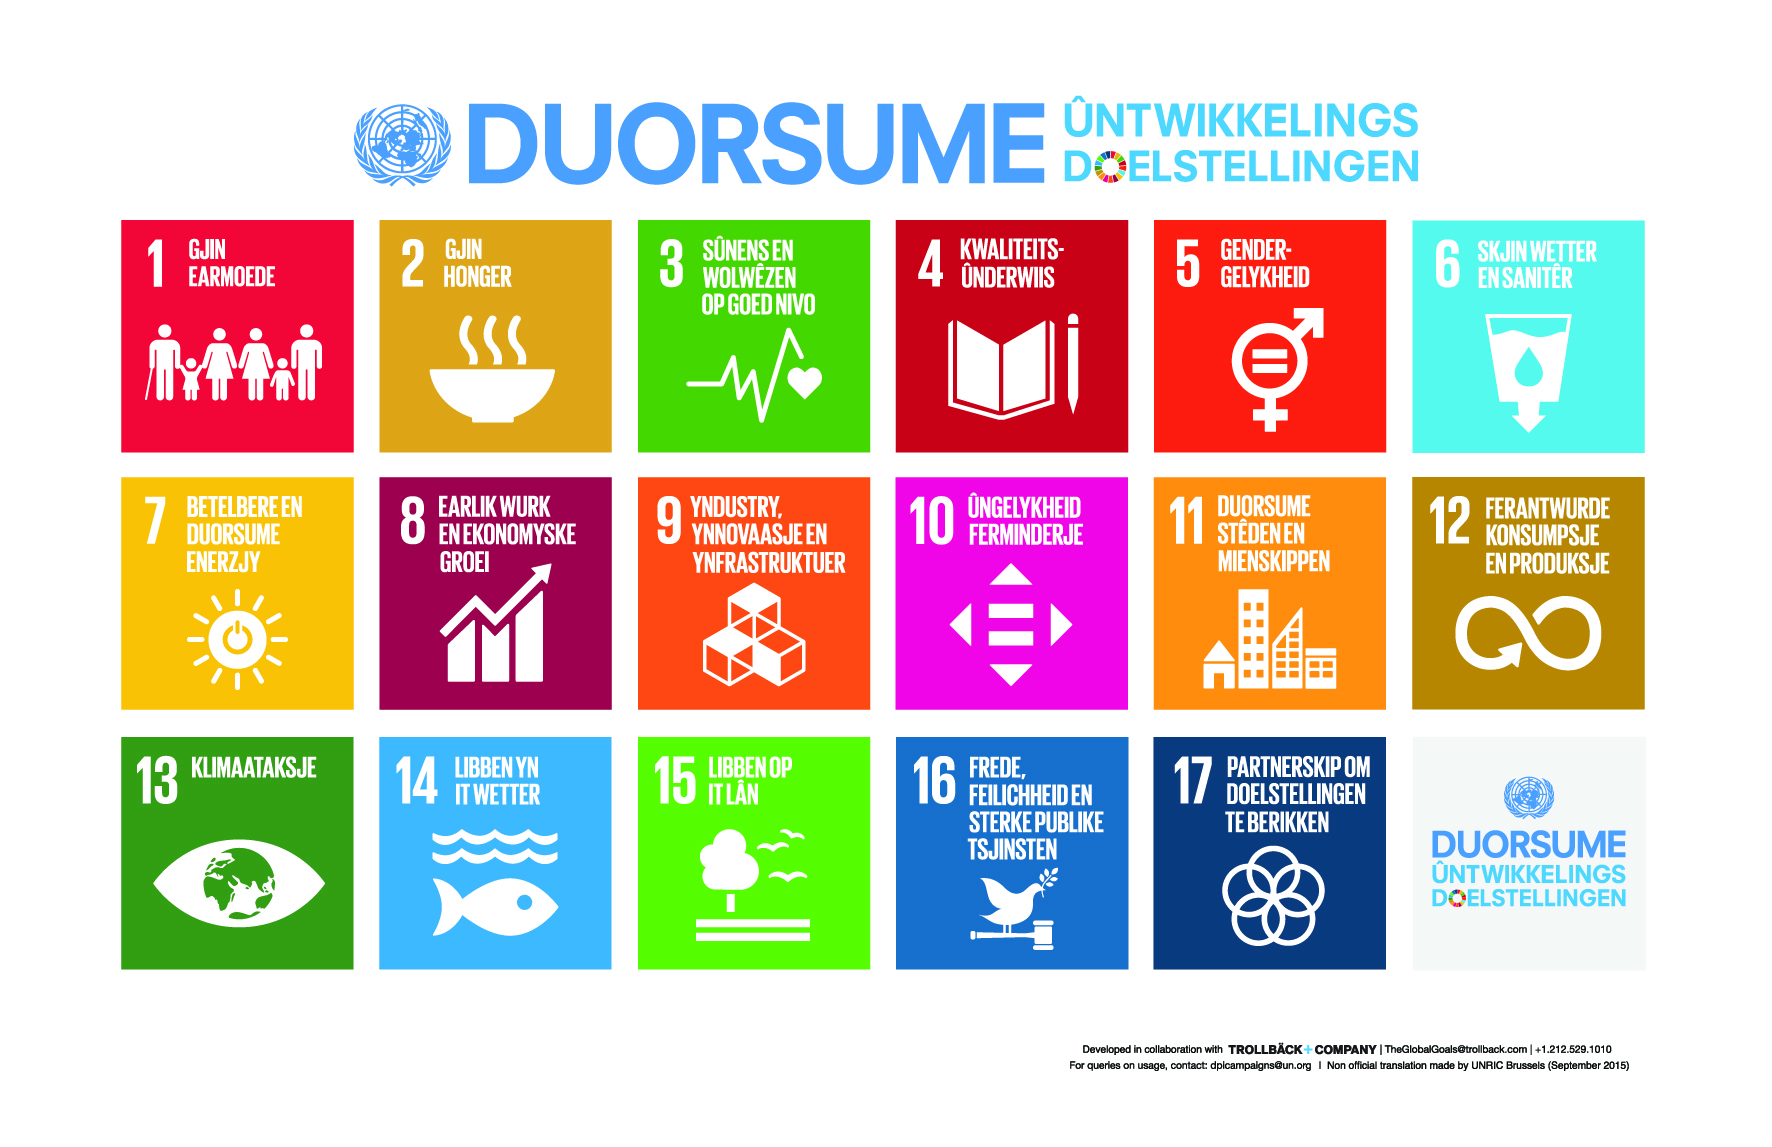 DUORSUME
ÛNTWIKKELINGS
DOELSTELLINGEN
1 GJIN
EARMOEDE
2 GJIN
HONGER
3 SÛNENS EN
WOLWÊZEN
OP GOED NIVO
4 KWALITEITS-
ÛNDERWIIS
5 GENDER-
GELYKHEID
6 SKJIN WETTER
EN SANITÊR
7 BETELBERE EN
DUORSUME
ENERZJY
8 EARLIK WURK
EN EKONOMYSKE
GROEI
9 YNDUSTRY,
YNNOVAASJE EN
YNFRASTRUKTUER
10 ÛNGELYKHEID
FERMINDERJE
11 DUORSUME
STÊDEN EN
MIENSKIPPEN
12 FERANTWURDE
KONSUMPSJE
EN PRODUKSJE
13 KLIMAATAKSJE
14 LIBBEN YN
IT WETTER
15 LIBBEN OP
IT LÂN
16 FREDE,
FEILICHHEID EN
STERKE PUBLIKE
TSJINSTEN
17 PARTNERSKIP OM
DOELSTELLINGEN
TE BERIKKEN
DUORSUME
ÛNTWIKKELINGS
DOELSTELLINGEN
Developed in collaboration with TROLLBÄCK+COMPANY | TheGlobalGoals@trollback.com | +1.212.529.1010
For queries on usage, contact: dpicampaigns@un.org | Non official translation made by UNRIC Brussels (September 2015)